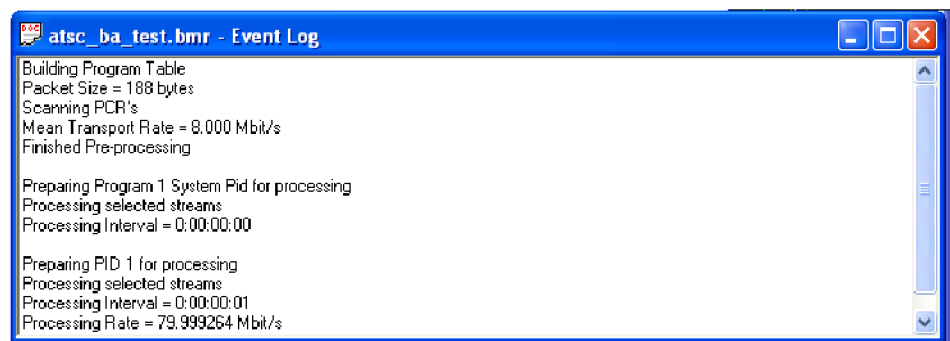 atsc_ba_test.bmr - Event Log
Building Program Table
Packet Size = 188 bytes
Scanning PCR's
Mean Transport Rate = 8.000 Mbit/s
Finished Pre-processing
Preparing Program 1 System Pid for processing
Processing selected streams
Processing Interval = 0:00:00:00
Preparing PID 1 for processing
Processing selected streams
Processing Interval = 0:00:00:01
Processing Rate = 79.999264 Mbit/s